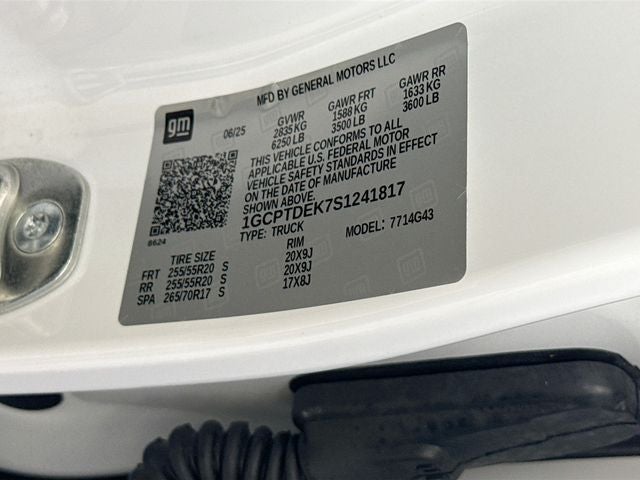 MFD BY GENERAL MOTORS LLC
gm
06/25 GVWR GAWR FRT GAWR RR
2835 KG 1588 KG 1633 KG
6250 LB 3500 LB 3600 LB
THIS VEHICLE CONFORMS TO ALL
APPLICABLE U.S. FEDERAL MOTOR
VEHICLE SAFETY STANDARDS IN EFFECT
ON THE DATE OF MANUFACTURE
SHOWN ABOVE.
1GCPTDEK7S1241817
8624
TYPE: TRUCK MODEL: 7714G43
TIRE SIZE RIM
FRT 255/55R20 S 20X9J
RR 255/55R20 S 20X9J
SPA 265/70R17 S 17X8J